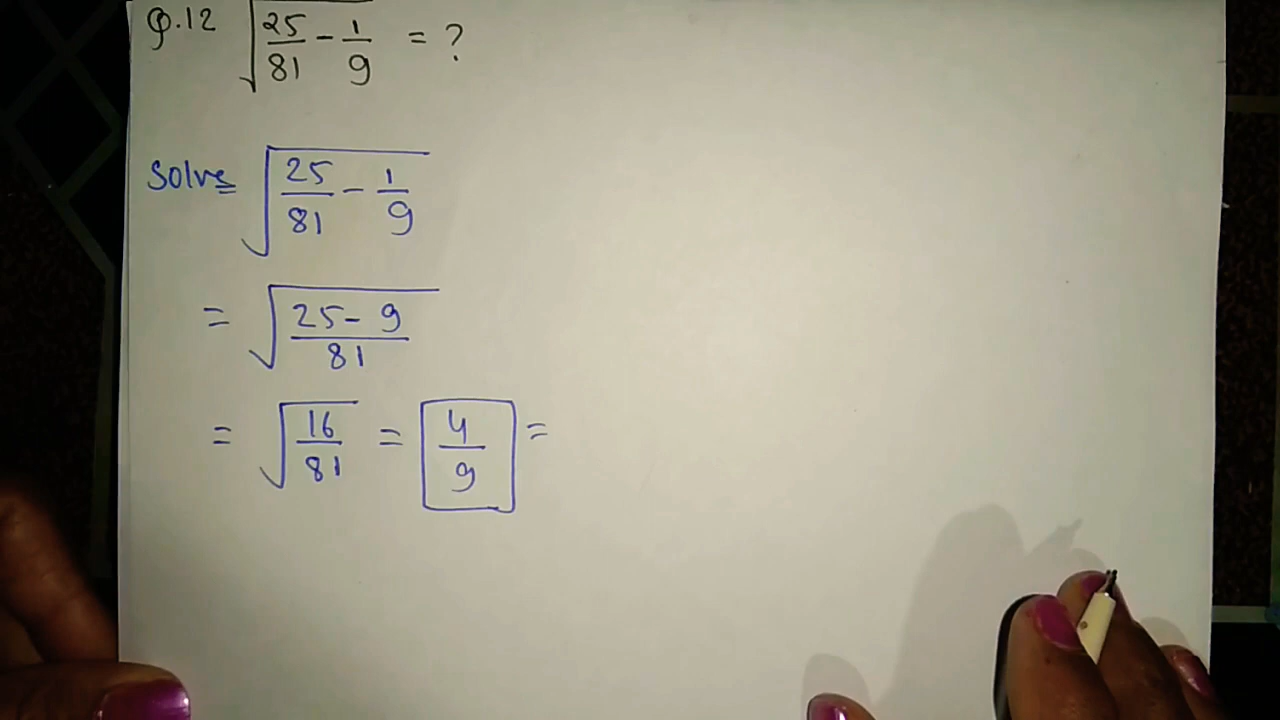 Q.12 √(25/81 - 1/9) = ?
Solve √(25/81 - 1/9)
= √((25 - 9)/81)
= √(16/81) = 4/9 =